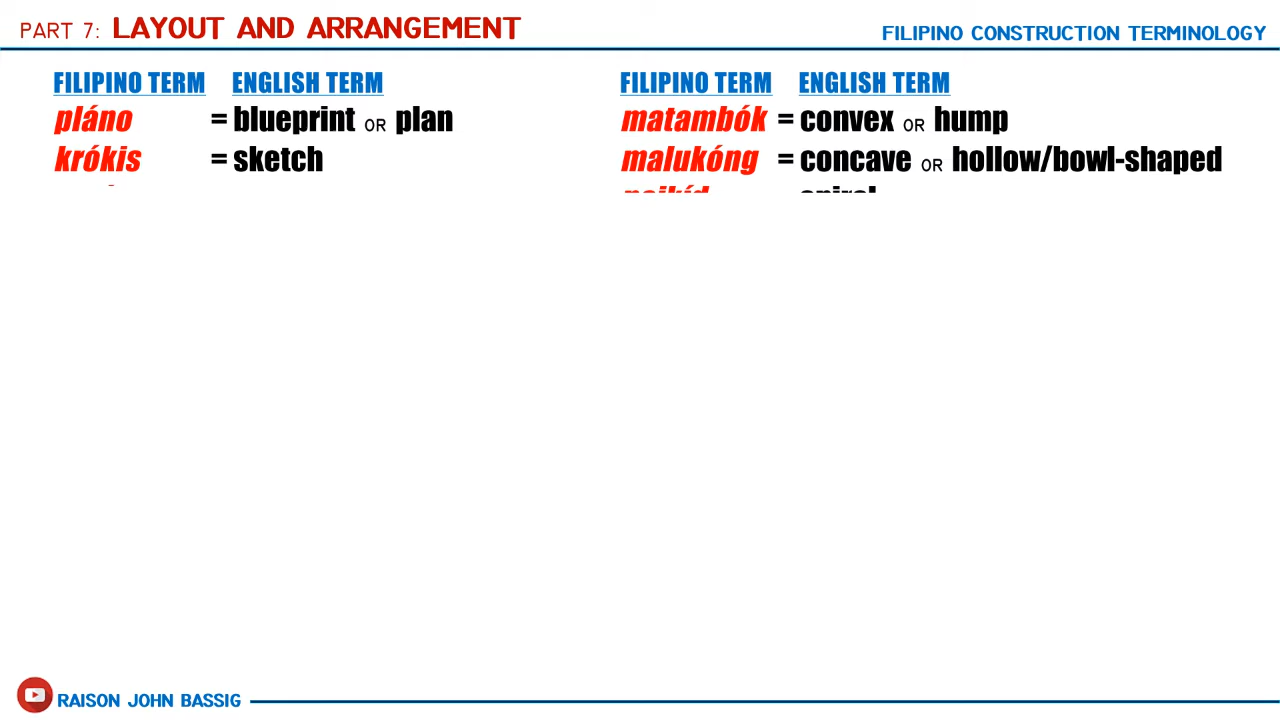 PART 7: LAYOUT AND ARRANGEMENT
FILIPINO CONSTRUCTION TERMINOLOGY
FILIPINO TERM ENGLISH TERM
pláno = blueprint OR plan
krókis = sketch
FILIPINO TERM ENGLISH TERM
matambók = convex OR hump
malukóng = concave OR hollow/bowl-shaped
RAISON JOHN BASSIG